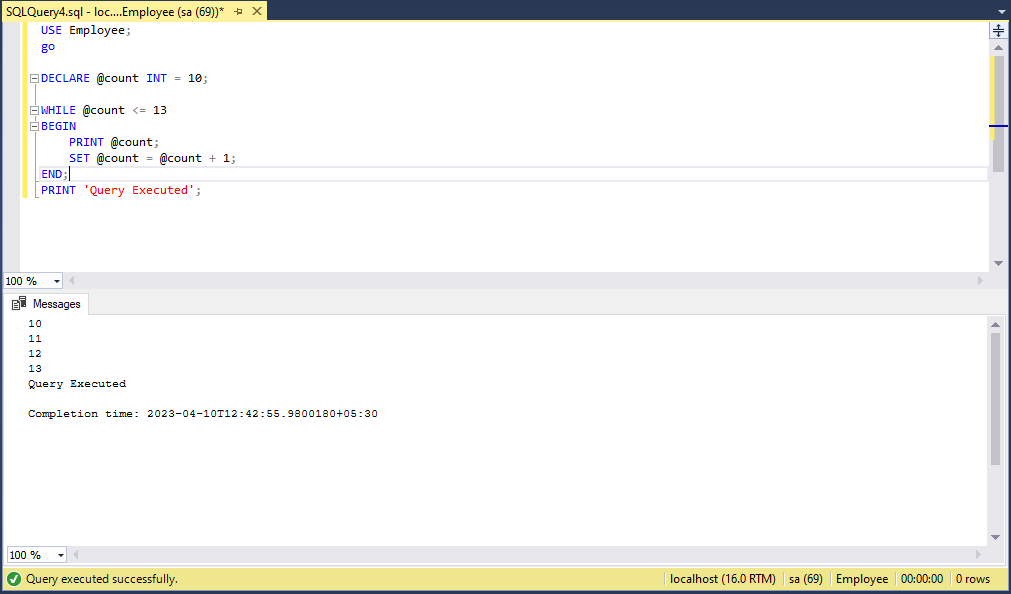 SQLQuery4.sql - loc....Employee (sa (69))*
USE Employee;
go
DECLARE @count INT = 10;
WHILE @count <= 13
BEGIN
PRINT @count;
SET @count = @count + 1;
END;
PRINT 'Query Executed';
100 %
Messages
10
11
12
13
Query Executed
Completion time: 2023-04-10T12:42:55.9800180+05:30
100 %
Query executed successfully. localhost (16.0 RTM) sa (69) Employee 00:00:00 0 rows